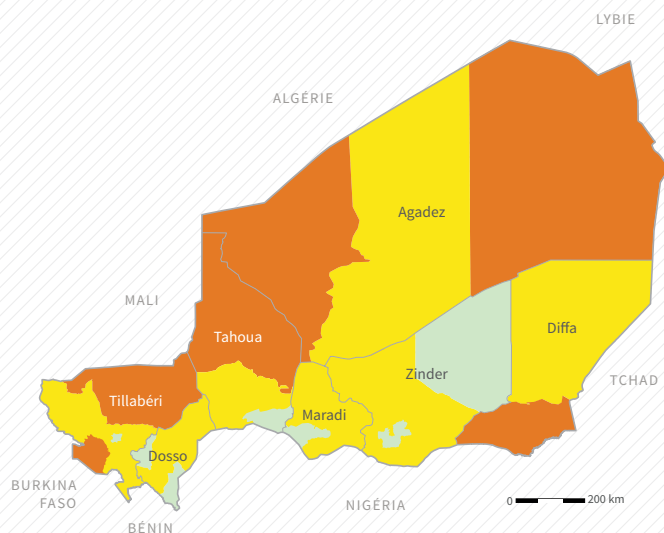 LYBIE
ALGÉRIE
Agadez
MALI
Tahoua
Diffa
Zinder
TCHAD
Tillabéri
Maradi
Dosso
BURKINA
FASO
NIGÉRIA
0 200 km
BÉNIN